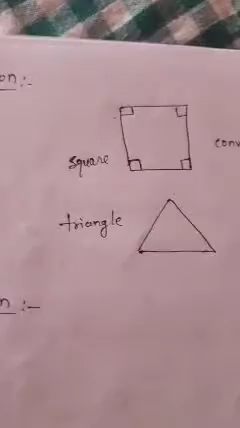 on :-
conv
square
triangle
n :-